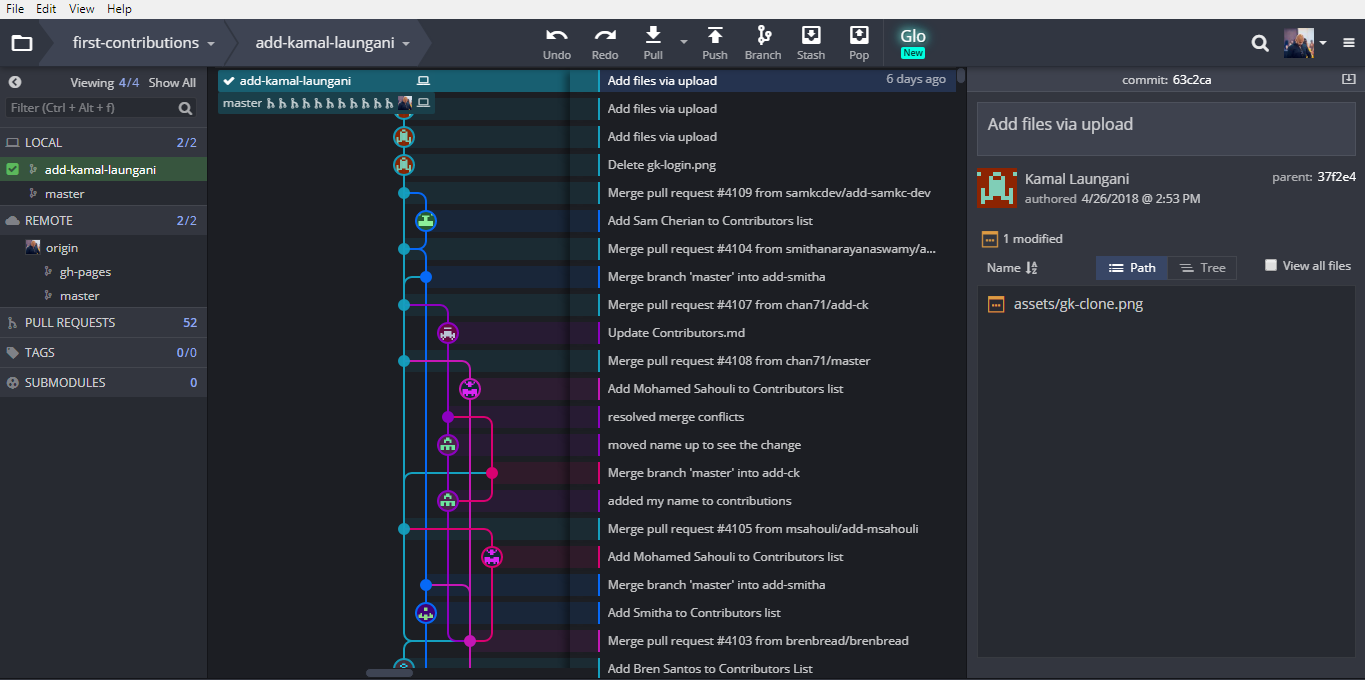 File Edit View Help
first-contributions
add-kamal-laungani
Undo
Redo
Pull
Push
Branch
Stash
Pop
Glo
New
Viewing 4/4 Show All
Filter (Ctrl + Alt + f)
LOCAL 2/2
add-kamal-laungani
master
REMOTE 2/2
origin
gh-pages
master
PULL REQUESTS 52
TAGS 0/0
SUBMODULES 0
add-kamal-laungani
master
Add files via upload 6 days ago
Add files via upload
Add files via upload
Delete gk-login.png
Merge pull request #4109 from samkcdev/add-samkc-dev
Add Sam Cherian to Contributors list
Merge pull request #4104 from smithanarayanaswamy/a...
Merge branch 'master' into add-smitha
Merge pull request #4107 from chan71/add-ck
Update Contributors.md
Merge pull request #4108 from chan71/master
Add Mohamed Sahouli to Contributors list
resolved merge conflicts
moved name up to see the change
Merge branch 'master' into add-ck
added my name to contributions
Merge pull request #4105 from msahouli/add-msahouli
Add Mohamed Sahouli to Contributors list
Merge branch 'master' into add-smitha
Add Smitha to Contributors list
Merge pull request #4103 from brenbread/brenbread
Add Bren Santos to Contributors List
commit: 63c2ca
Add files via upload
Kamal Laungani
parent: 37f2e4
authored 4/26/2018 @ 2:53 PM
1 modified
Name
Path
Tree
View all files
assets/gk-clone.png